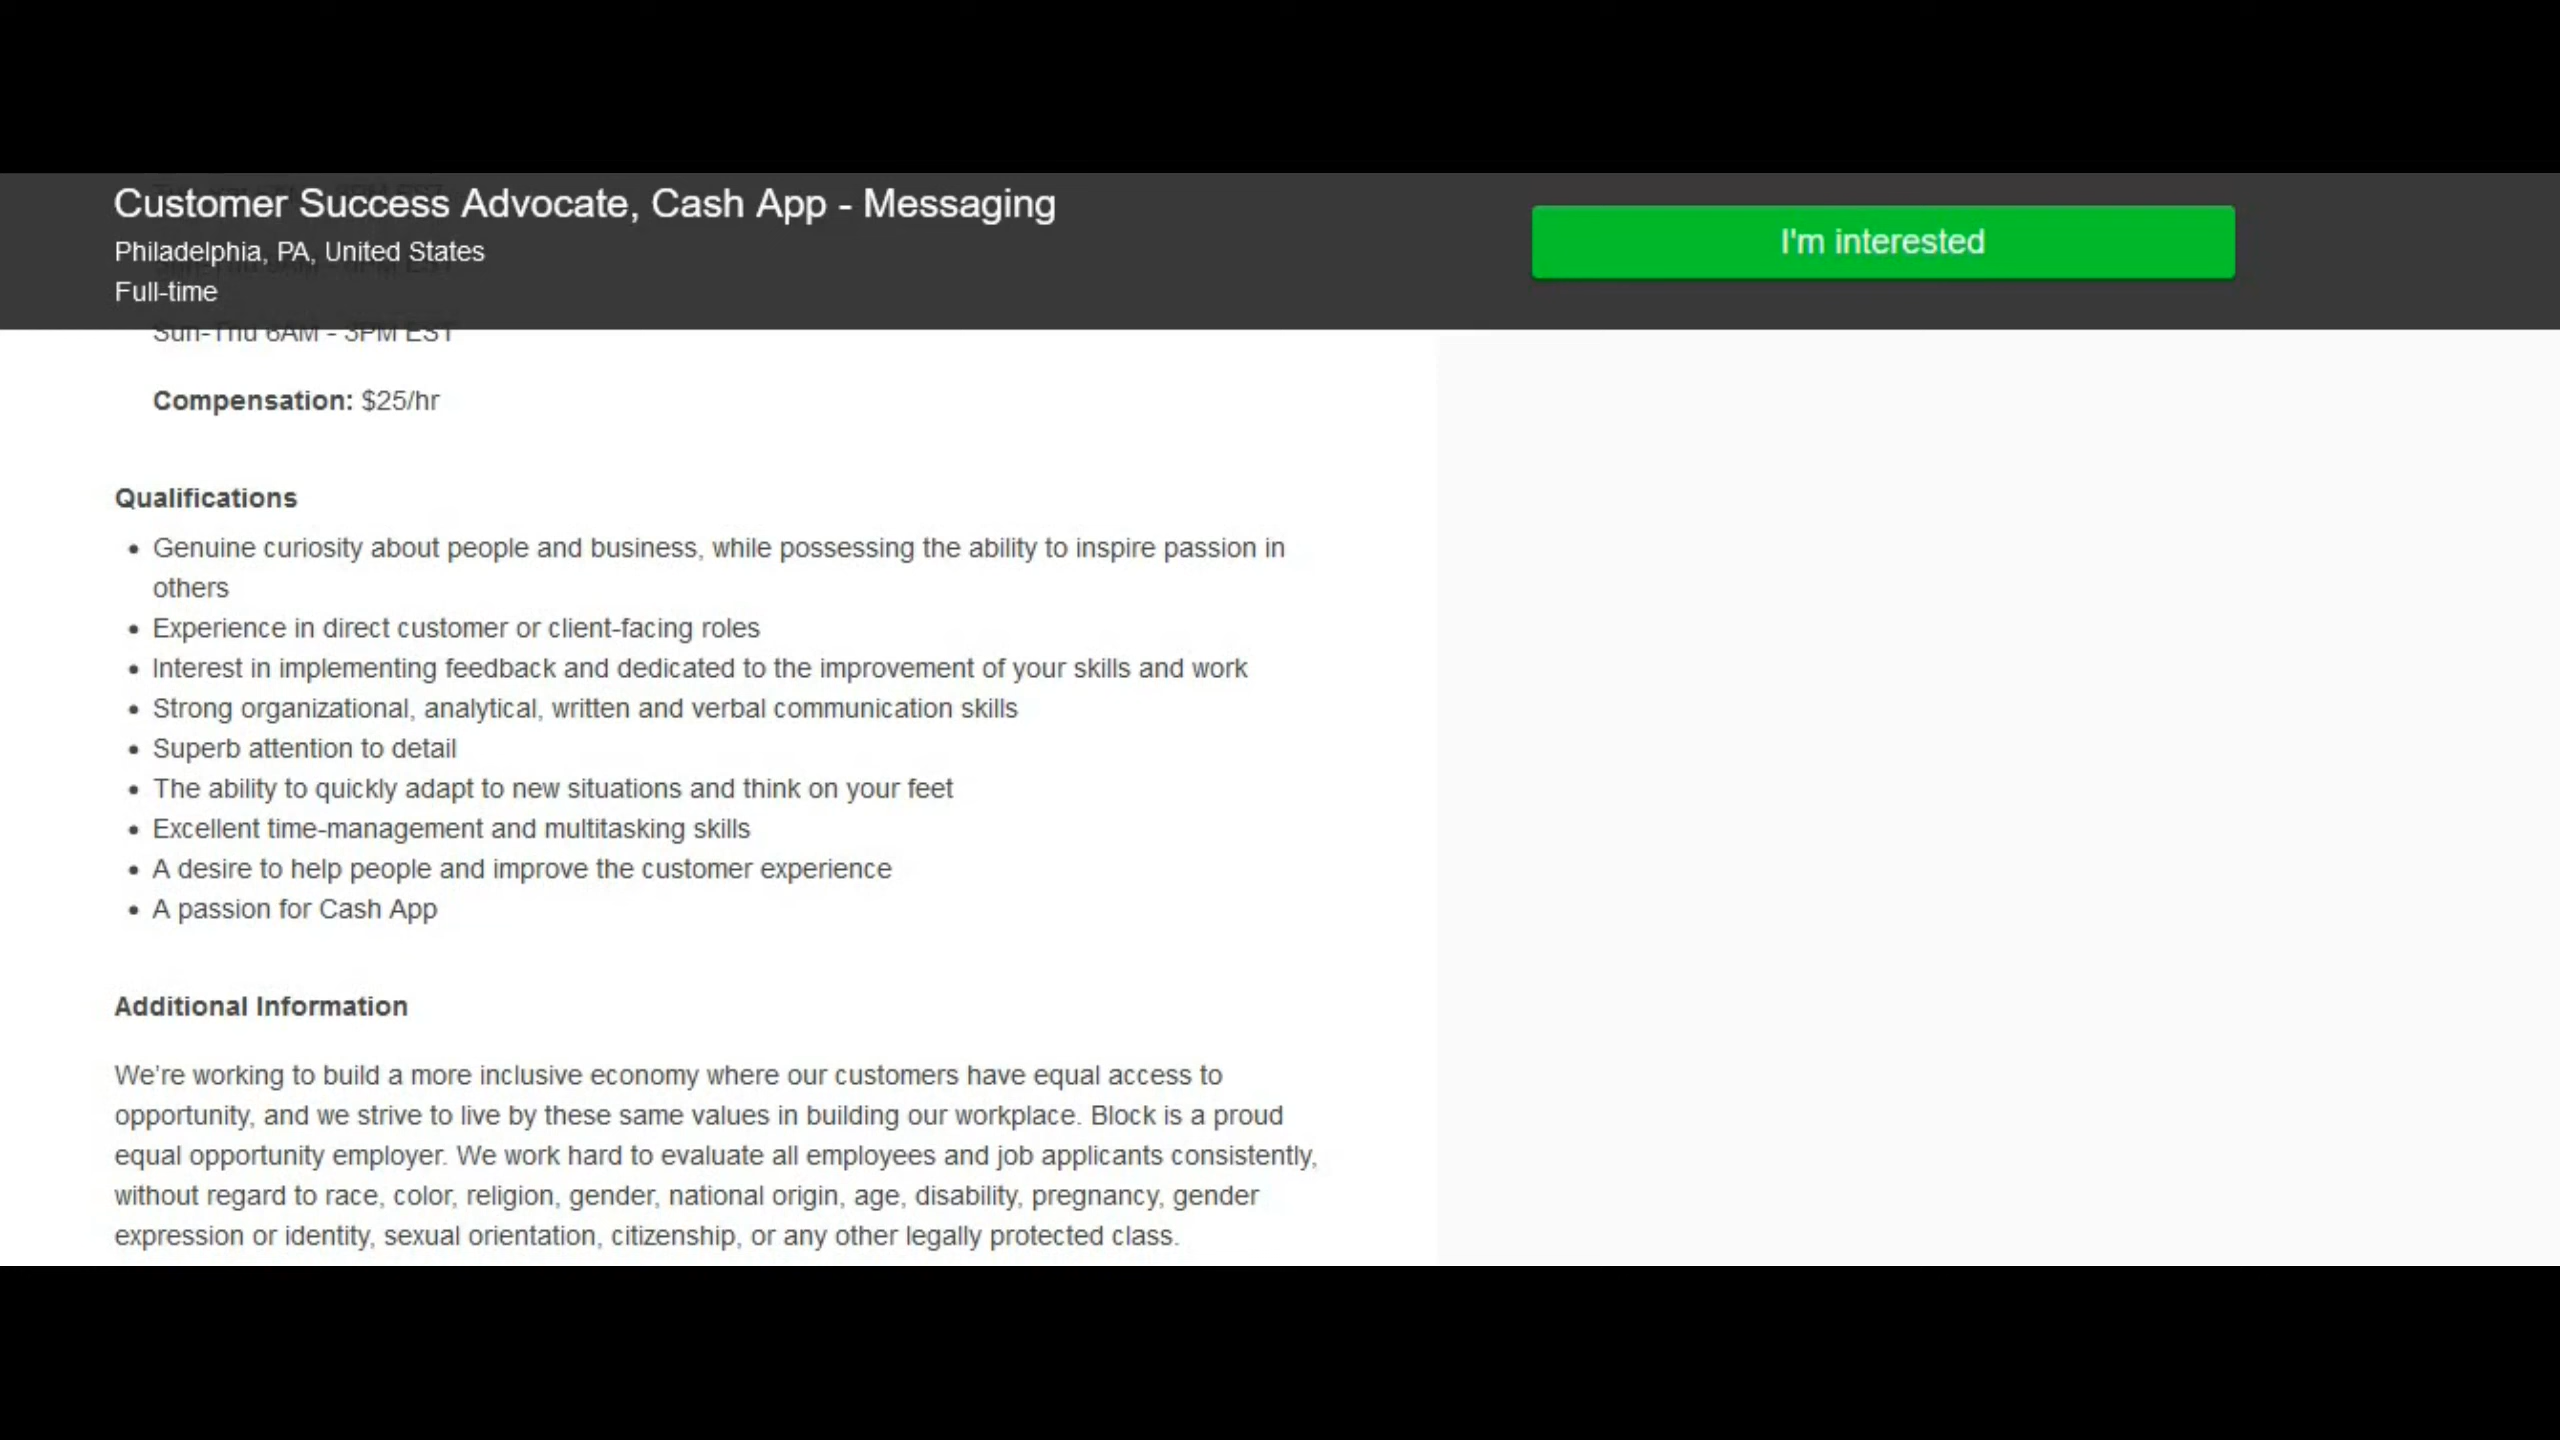 Customer Success Advocate, Cash App - Messaging
Philadelphia, PA, United States
Full-time
I'm interested
Sun-Thu 6AM - 3PM EST
Compensation: $25/hr
Qualifications
• Genuine curiosity about people and business, while possessing the ability to inspire passion in
others
• Experience in direct customer or client-facing roles
• Interest in implementing feedback and dedicated to the improvement of your skills and work
• Strong organizational, analytical, written and verbal communication skills
• Superb attention to detail
• The ability to quickly adapt to new situations and think on your feet
• Excellent time-management and multitasking skills
• A desire to help people and improve the customer experience
• A passion for Cash App
Additional Information
We're working to build a more inclusive economy where our customers have equal access to
opportunity, and we strive to live by these same values in building our workplace. Block is a proud
equal opportunity employer. We work hard to evaluate all employees and job applicants consistently,
without regard to race, color, religion, gender, national origin, age, disability, pregnancy, gender
expression or identity, sexual orientation, citizenship, or any other legally protected class.